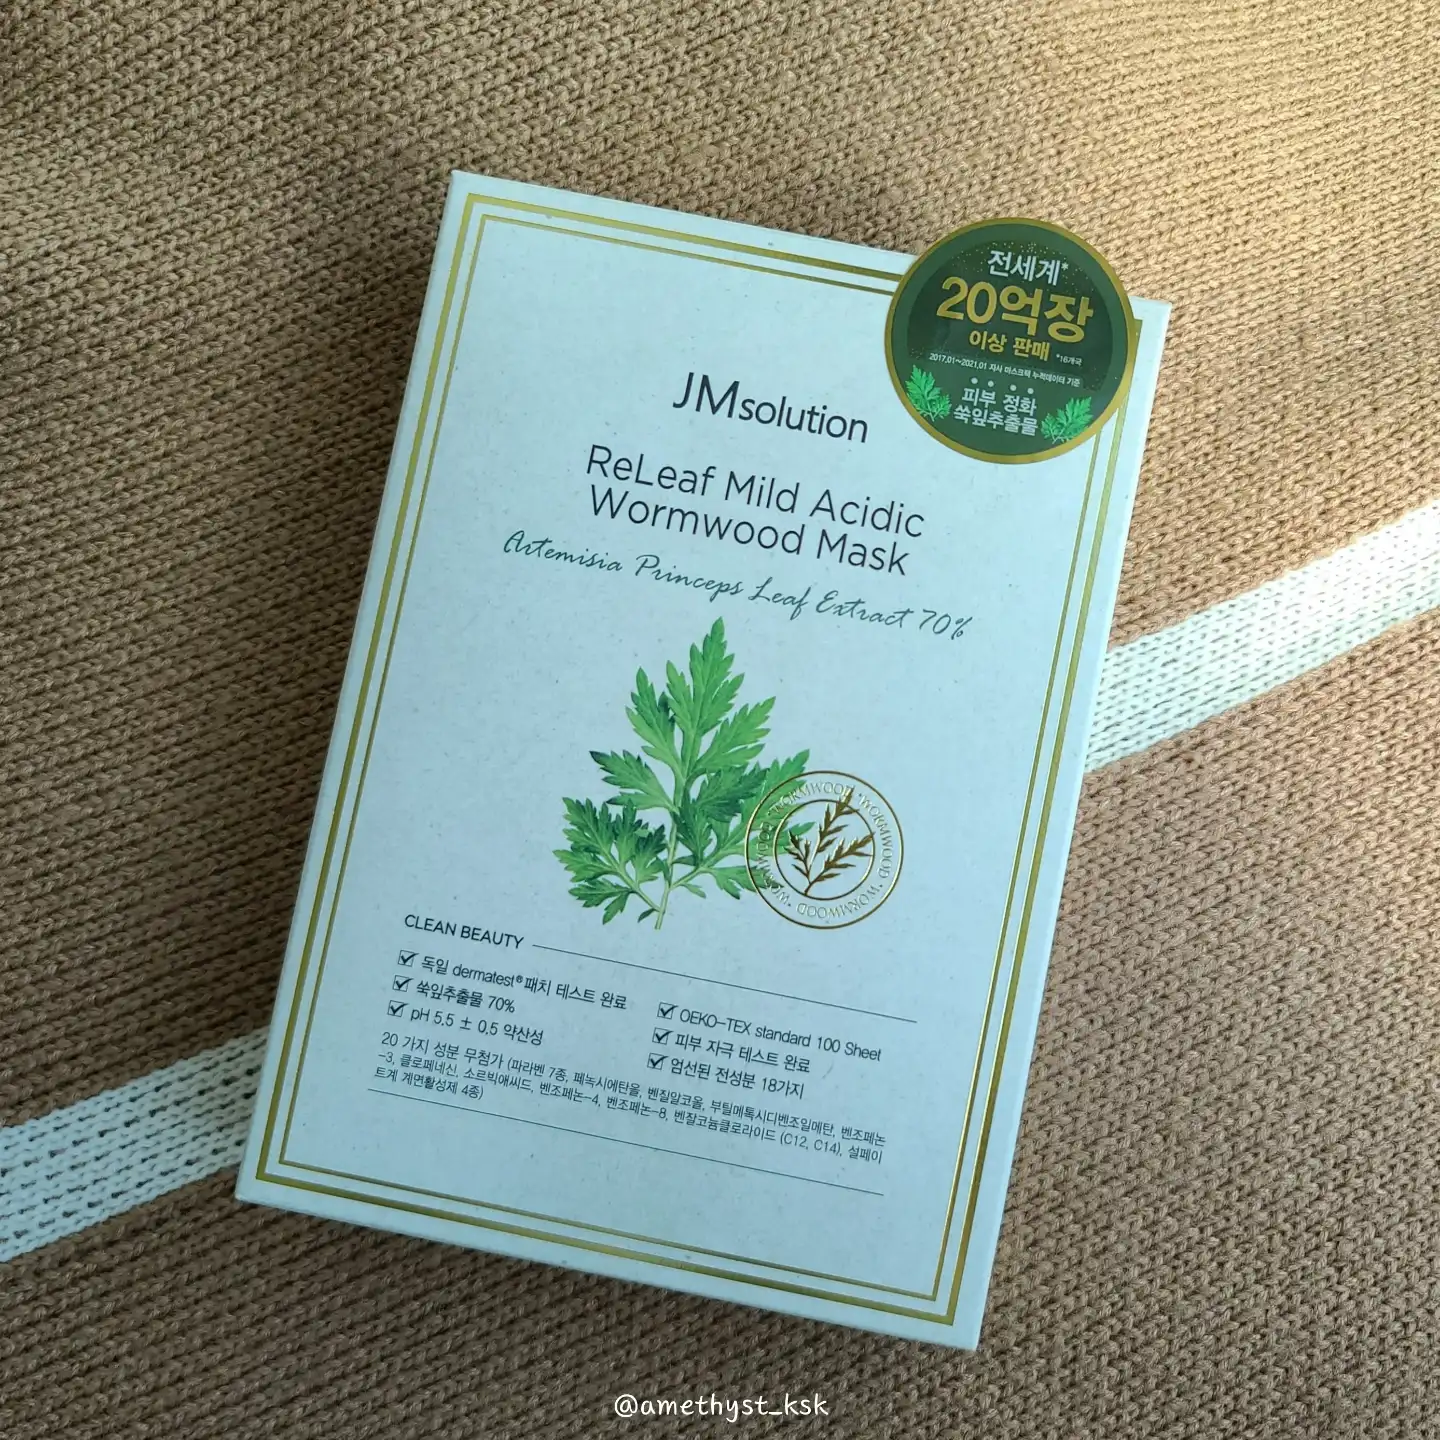 전세계*
20억장
이상 판매 *16개국
2017.01~2021.01 자사 마스크팩 누적데이터 기준
피부 정화
쑥잎추출물
JMsolution
ReLeaf Mild Acidic
Wormwood Mask
Artemisia Princeps Leaf Extract 70%
WORMWOOD • WORMWOOD • WORMWOOD • WORMWOOD •
CLEAN BEAUTY
☑ 독일 dermatest® 패치 테스트 완료
☑ 쑥잎추출물 70%
☑ pH 5.5 ± 0.5 약산성
☑ OEKO-TEX standard 100 Sheet
☑ 피부 자극 테스트 완료
☑ 엄선된 전성분 18가지
20 가지 성분 무첨가 (파라벤 7종, 페녹시에탄올, 벤질알코올, 부틸메톡시디벤조일메탄, 벤조페논
-3, 클로페네신, 소르빅애씨드, 벤조페논-4, 벤조페논-8, 벤잘코늄클로라이드 (C12, C14), 설페이
트계 계면활성제 4종)
@amethyst_ksk